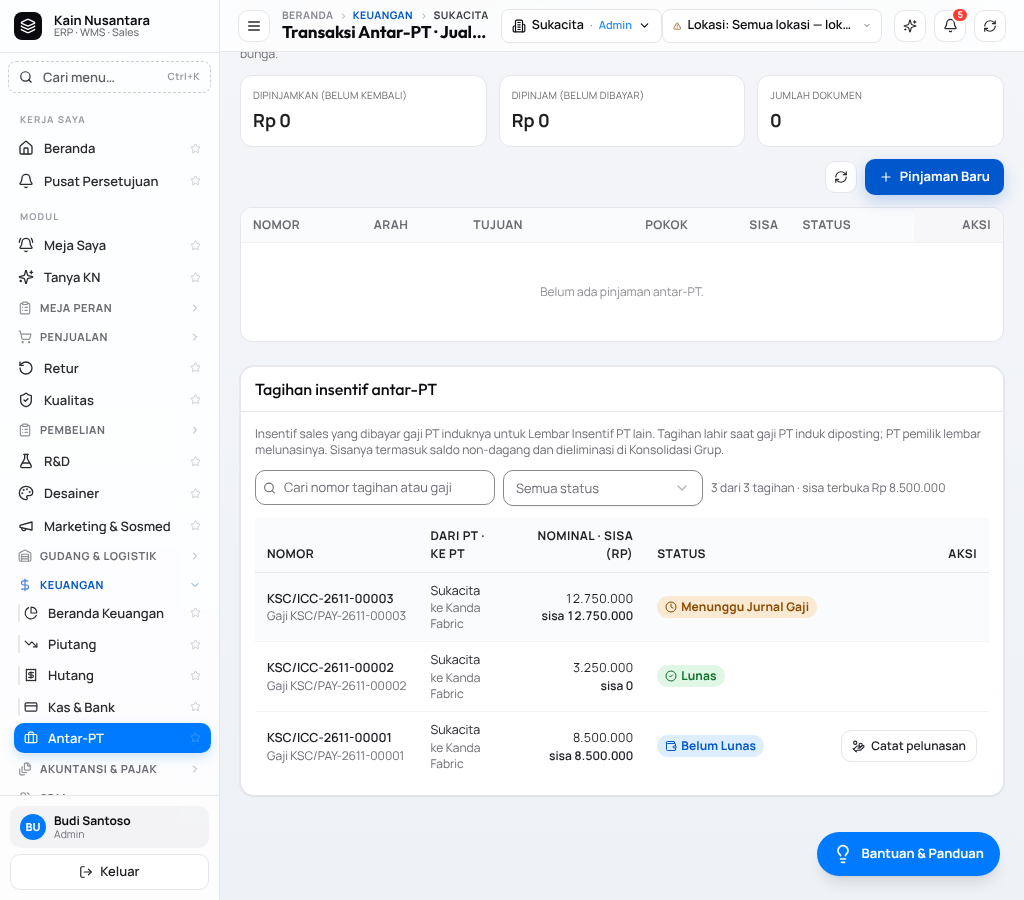 Kain Nusantara
ERP · WMS · Sales
Cari menu... Ctrl+K
KERJA SAYA
Beranda
Pusat Persetujuan
MODUL
Meja Saya
Tanya KN
MEJA PERAN
PENJUALAN
Retur
Kualitas
PEMBELIAN
R&D
Desainer
Marketing & Sosmed
GUDANG & LOGISTIK
KEUANGAN
Beranda Keuangan
Piutang
Hutang
Kas & Bank
Antar-PT
AKUNTANSI & PAJAK
BU Budi Santoso
Admin
Keluar
BERANDA > KEUANGAN > SUKACITA
Transaksi Antar-PT · Jual...
Sukacita · Admin
Lokasi: Semua lokasi — lok...
5
bunga.
DIPINJAMKAN (BELUM KEMBALI)
Rp 0
DIPINJAM (BELUM DIBAYAR)
Rp 0
JUMLAH DOKUMEN
0
+ Pinjaman Baru
NOMOR ARAH TUJUAN POKOK SISA STATUS AKSI
Belum ada pinjaman antar-PT.
Tagihan insentif antar-PT
Insentif sales yang dibayar gaji PT induknya untuk Lembar Insentif PT lain. Tagihan lahir saat gaji PT induk diposting; PT pemilik lembar
melunasinya. Sisanya termasuk saldo non-dagang dan dieliminasi di Konsolidasi Grup.
Cari nomor tagihan atau gaji
Semua status
3 dari 3 tagihan · sisa terbuka Rp 8.500.000
NOMOR DARI PT · KE PT NOMINAL · SISA (RP) STATUS AKSI
KSC/ICC-2611-00003
Gaji KSC/PAY-2611-00003
Sukacita
ke Kanda
Fabric
12.750.000
sisa 12.750.000
Menunggu Jurnal Gaji
KSC/ICC-2611-00002
Gaji KSC/PAY-2611-00002
Sukacita
ke Kanda
Fabric
3.250.000
sisa 0
Lunas
KSC/ICC-2611-00001
Gaji KSC/PAY-2611-00001
Sukacita
ke Kanda
Fabric
8.500.000
sisa 8.500.000
Belum Lunas
Catat pelunasan
Bantuan & Panduan